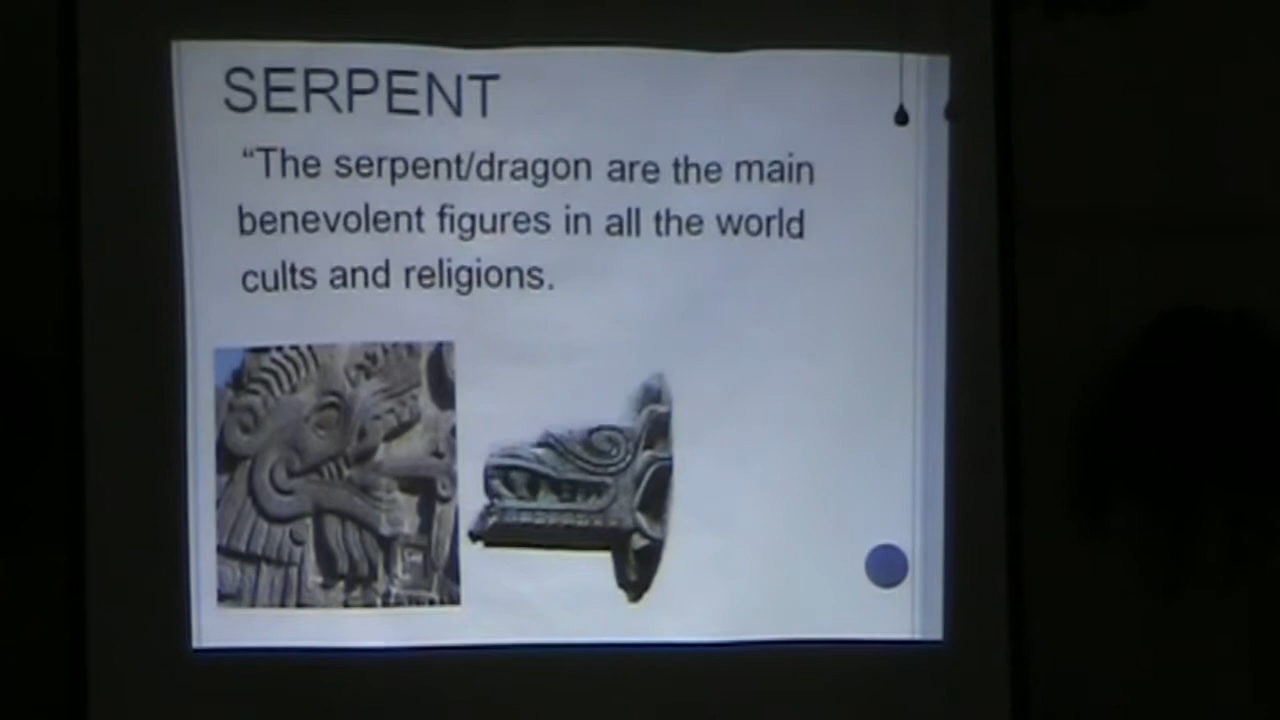 SERPENT
“The serpent/dragon are the main
benevolent figures in all the world
cults and religions.